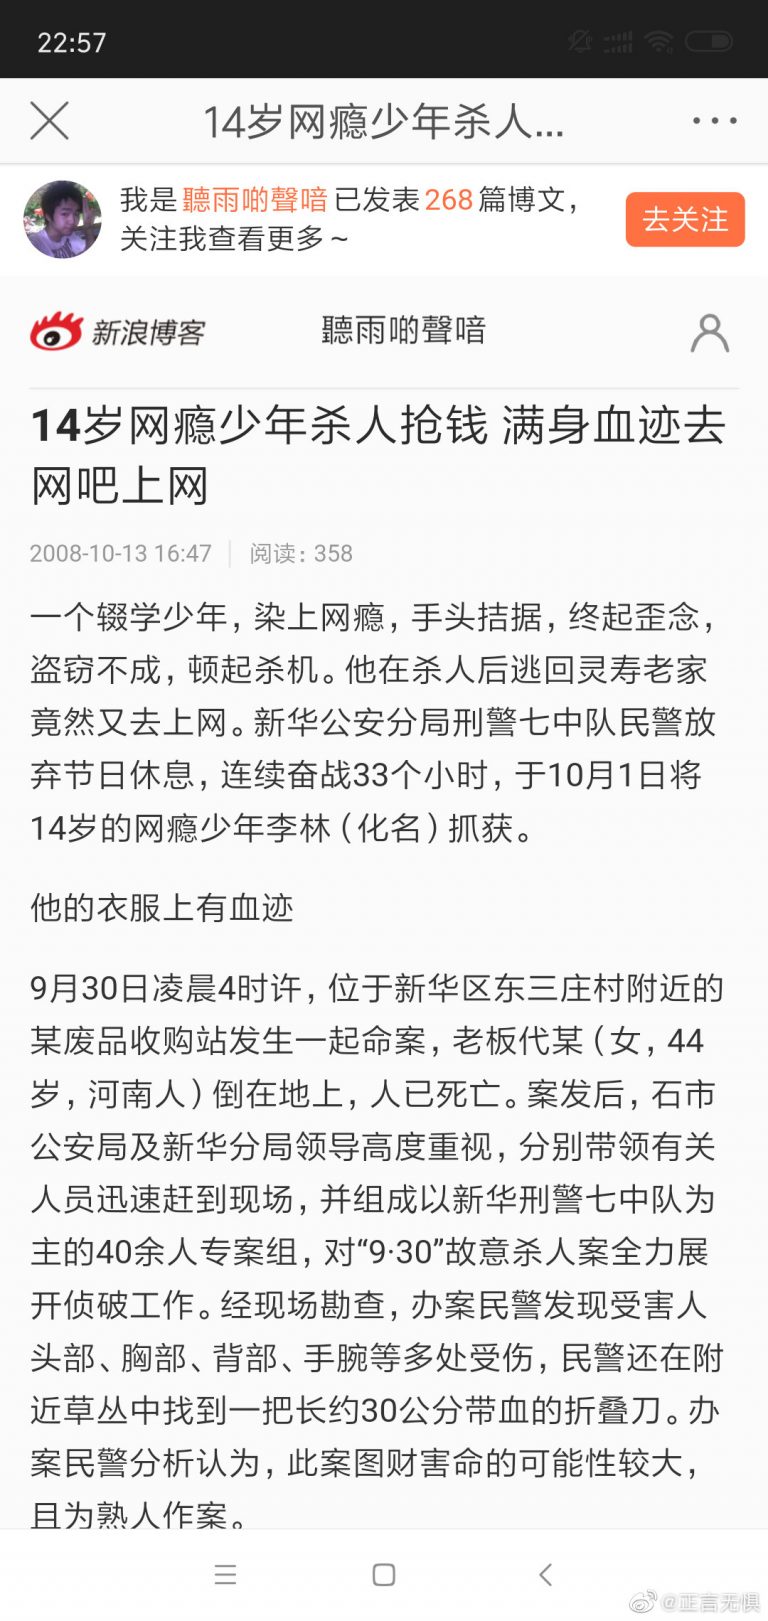 22:57
14岁网瘾少年杀人...
我是聽雨啲聲喑已发表268篇博文，
关注我查看更多～
去关注
新浪博客
聽雨啲聲喑
14岁网瘾少年杀人抢钱 满身血迹去
网吧上网
2008-10-13 16:47 阅读：358
一个辍学少年，染上网瘾，手头拮据，终起歪念，
盗窃不成，顿起杀机。他在杀人后逃回灵寿老家
竟然又去上网。新华公安分局刑警七中队民警放
弃节日休息，连续奋战33个小时，于10月1日将
14岁的网瘾少年李林（化名）抓获。
他的衣服上有血迹
9月30日凌晨4时许，位于新华区东三庄村附近的
某废品收购站发生一起命案，老板代某（女，44
岁，河南人）倒在地上，人已死亡。案发后，石市
公安局及新华分局领导高度重视，分别带领有关
人员迅速赶到现场，并组成以新华刑警七中队为
主的40余人专案组，对“9·30”故意杀人案全力展
开侦破工作。经现场勘查，办案民警发现受害人
头部、胸部、背部、手腕等多处受伤，民警还在附
近草丛中找到一把长约30公分带血的折叠刀。办
案民警分析认为，此案图财害命的可能性较大，
且为熟人作案。
@正言无惧